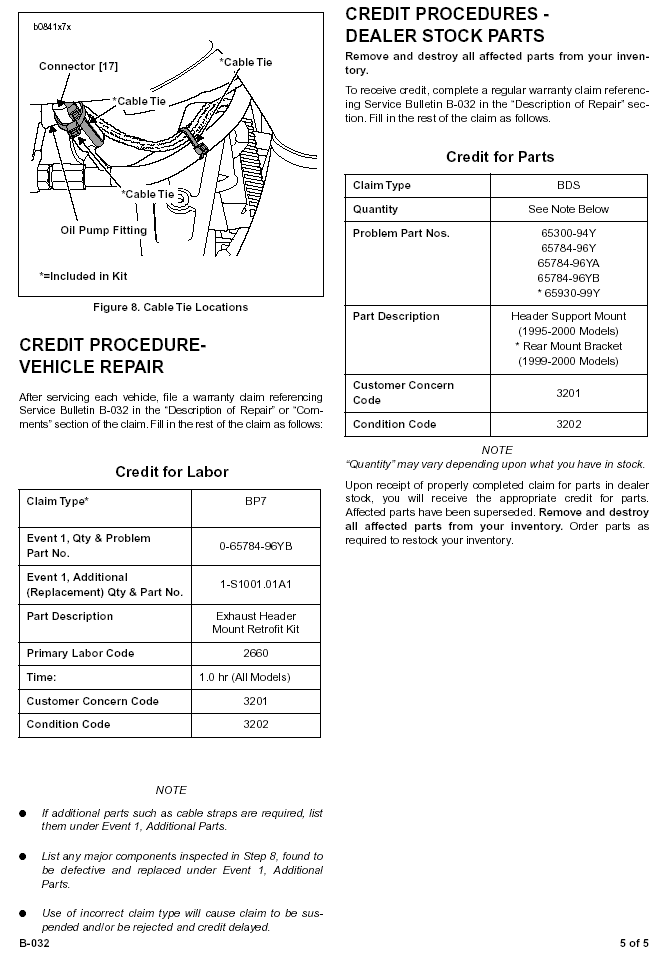 b0841x7x
Connector [17]
*Cable Tie
*Cable Tie
*Cable Tie
Oil Pump Fitting
*=Included in Kit
Figure 8. Cable Tie Locations
CREDIT PROCEDURE-
VEHICLE REPAIR
After servicing each vehicle, file a warranty claim referencing
Service Bulletin B-032 in the “Description of Repair” or “Com-
ments” section of the claim. Fill in the rest of the claim as follows:
Credit for Labor
Claim Type* BP7
Event 1, Qty & Problem
Part No. 0-65784-96YB
Event 1, Additional
(Replacement) Qty & Part No. 1-S1001.01A1
Part Description Exhaust Header
Mount Retrofit Kit
Primary Labor Code 2660
Time: 1.0 hr (All Models)
Customer Concern Code 3201
Condition Code 3202
NOTE
● If additional parts such as cable straps are required, list
them under Event 1, Additional Parts.
● List any major components inspected in Step 8, found to
be defective and replaced under Event 1, Additional
Parts.
● Use of incorrect claim type will cause claim to be sus-
pended and/or be rejected and credit delayed.
CREDIT PROCEDURES -
DEALER STOCK PARTS
Remove and destroy all affected parts from your inven-
tory.
To receive credit, complete a regular warranty claim referenc-
ing Service Bulletin B-032 in the “Description of Repair” sec-
tion. Fill in the rest of the claim as follows.
Credit for Parts
Claim Type BDS
Quantity See Note Below
Problem Part Nos. 65300-94Y
65784-96Y
65784-96YA
65784-96YB
* 65930-99Y
Part Description Header Support Mount
(1995-2000 Models)
* Rear Mount Bracket
(1999-2000 Models)
Customer Concern
Code 3201
Condition Code 3202
NOTE
“Quantity” may vary depending upon what you have in stock.
Upon receipt of properly completed claim for parts in dealer
stock, you will receive the appropriate credit for parts.
Affected parts have been superseded. Remove and destroy
all affected parts from your inventory. Order parts as
required to restock your inventory.
B-032
5 of 5